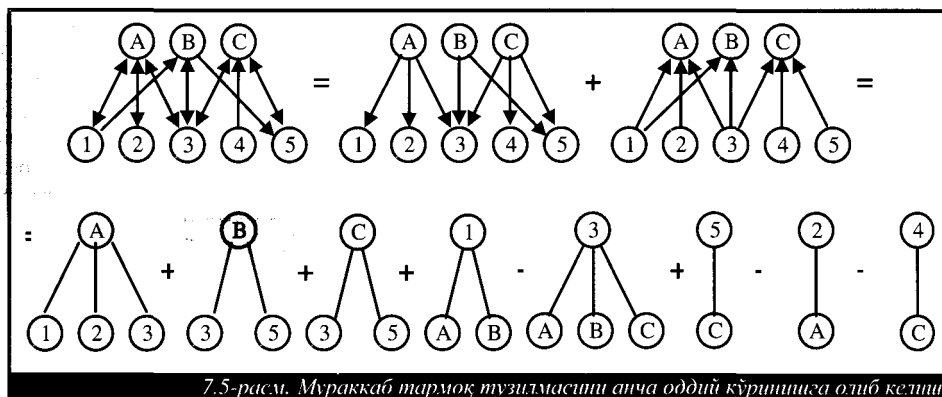 A B C A B C A B C
= + =
1 2 3 4 5 1 2 3 4 5 1 2 3 4 5
A B C 1 3 5 2 4
= + + + - + - -
1 2 3 3 5 3 5 A B A B C C A C
7.5-расм. Мураккаб тармоқ тузилмасини анча оддий кўринишга олиб келиш